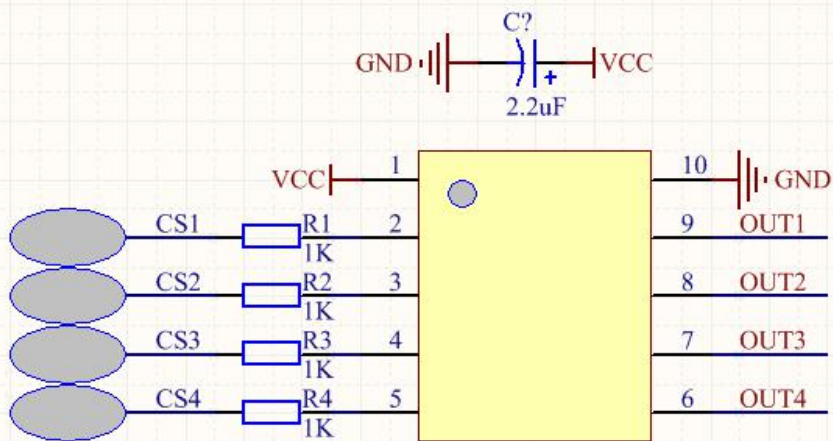 C?
GND VCC
2.2uF
VCC 1 10 GND
CS1 R1 2 9 OUT1
1K
CS2 R2 3 8 OUT2
1K
CS3 R3 4 7 OUT3
1K
CS4 R4 5 6 OUT4
1K